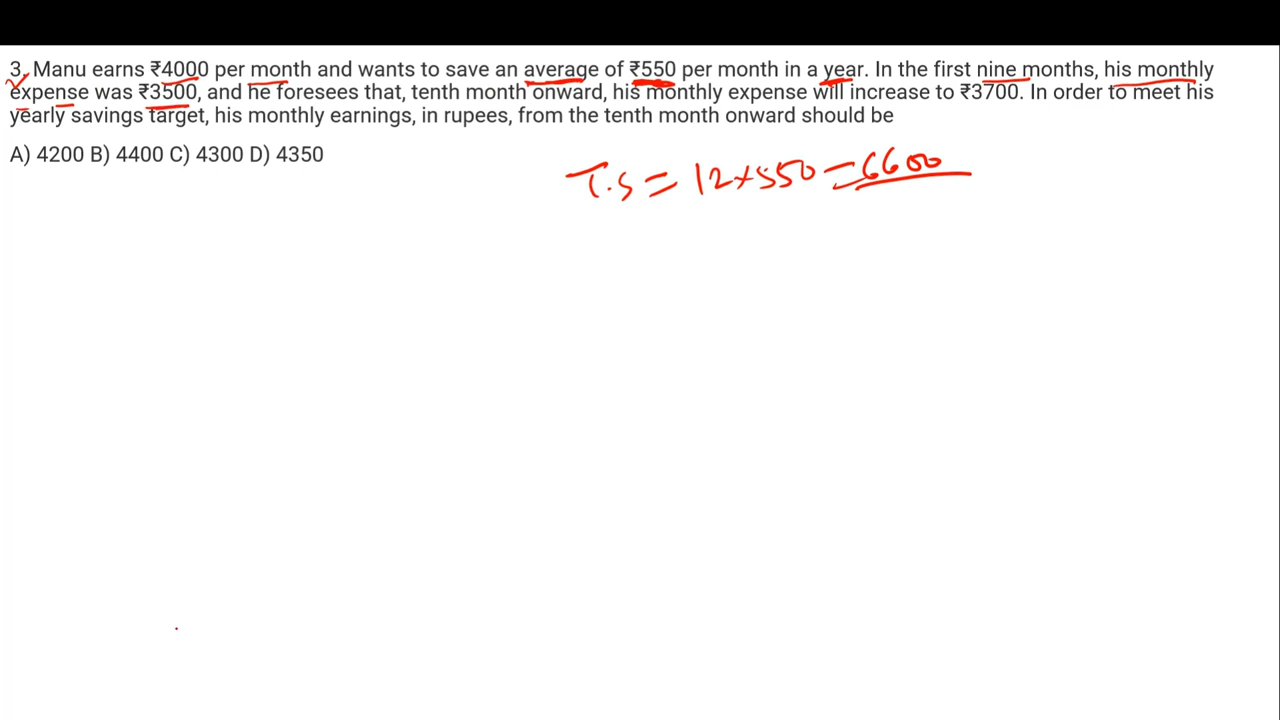 3. Manu earns ₹4000 per month and wants to save an average of ₹550 per month in a year. In the first nine months, his monthly
expense was ₹3500, and he foresees that, tenth month onward, his monthly expense will increase to ₹3700. In order to meet his
yearly savings target, his monthly earnings, in rupees, from the tenth month onward should be
A) 4200 B) 4400 C) 4300 D) 4350
T.S = 12×550 = 6600